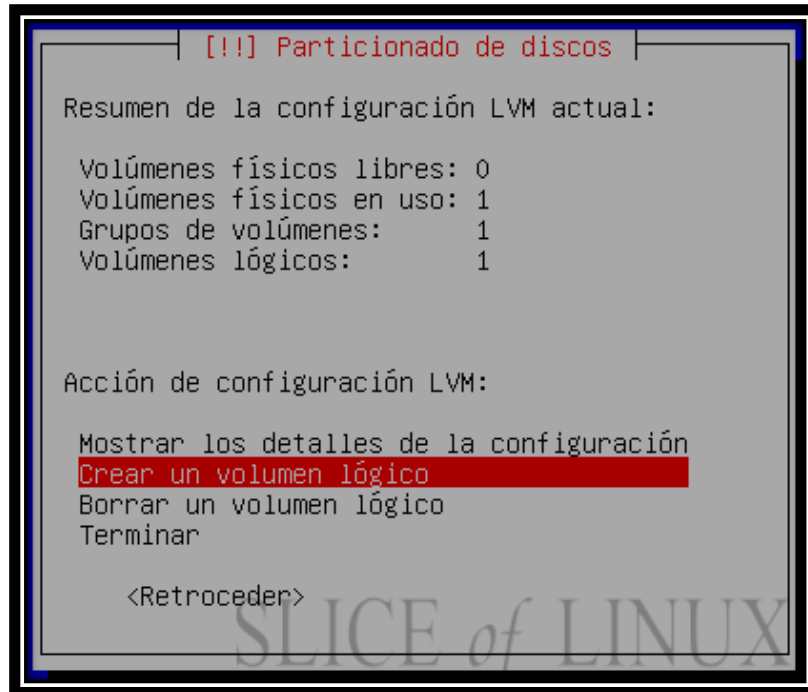 [!!] Particionado de discos
Resumen de la configuración LVM actual:
Volúmenes físicos libres: 0
Volúmenes físicos en uso: 1
Grupos de volúmenes: 1
Volúmenes lógicos: 1
Acción de configuración LVM:
Mostrar los detalles de la configuración
Crear un volumen lógico
Borrar un volumen lógico
Terminar
<Retroceder>
SLICE of LINUX